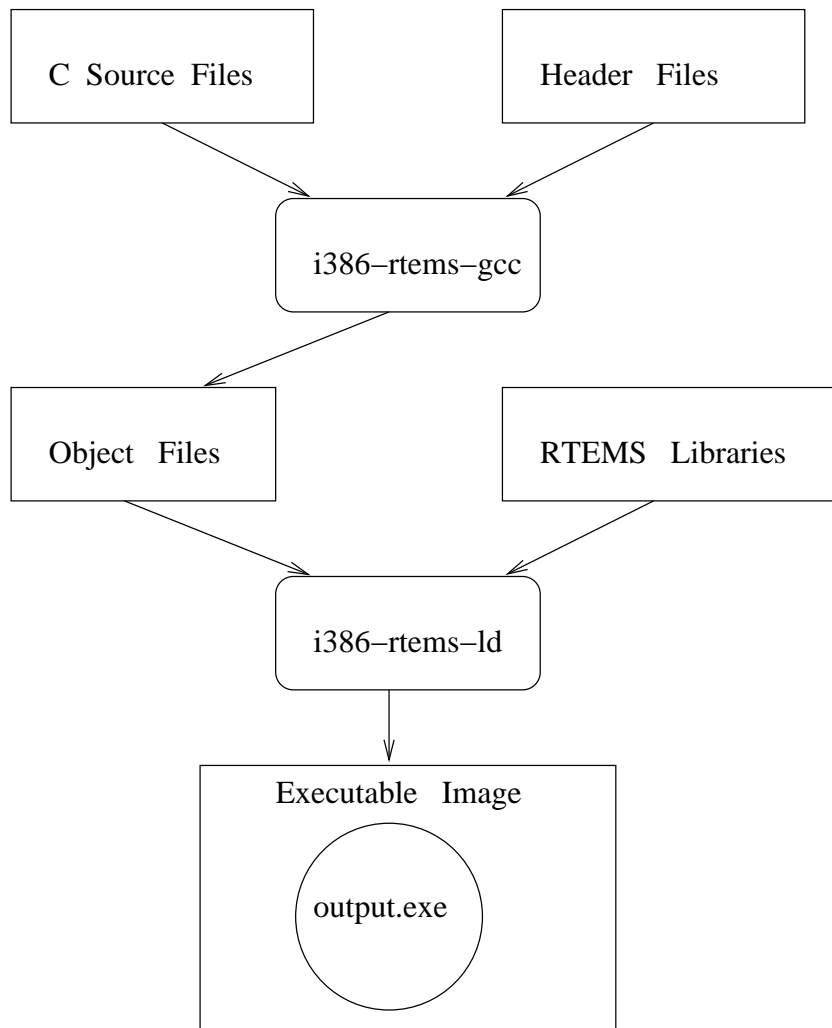 C Source Files
Header Files
i386−rtems−gcc
Object Files
RTEMS Libraries
i386−rtems−ld
Executable Image
output.exe